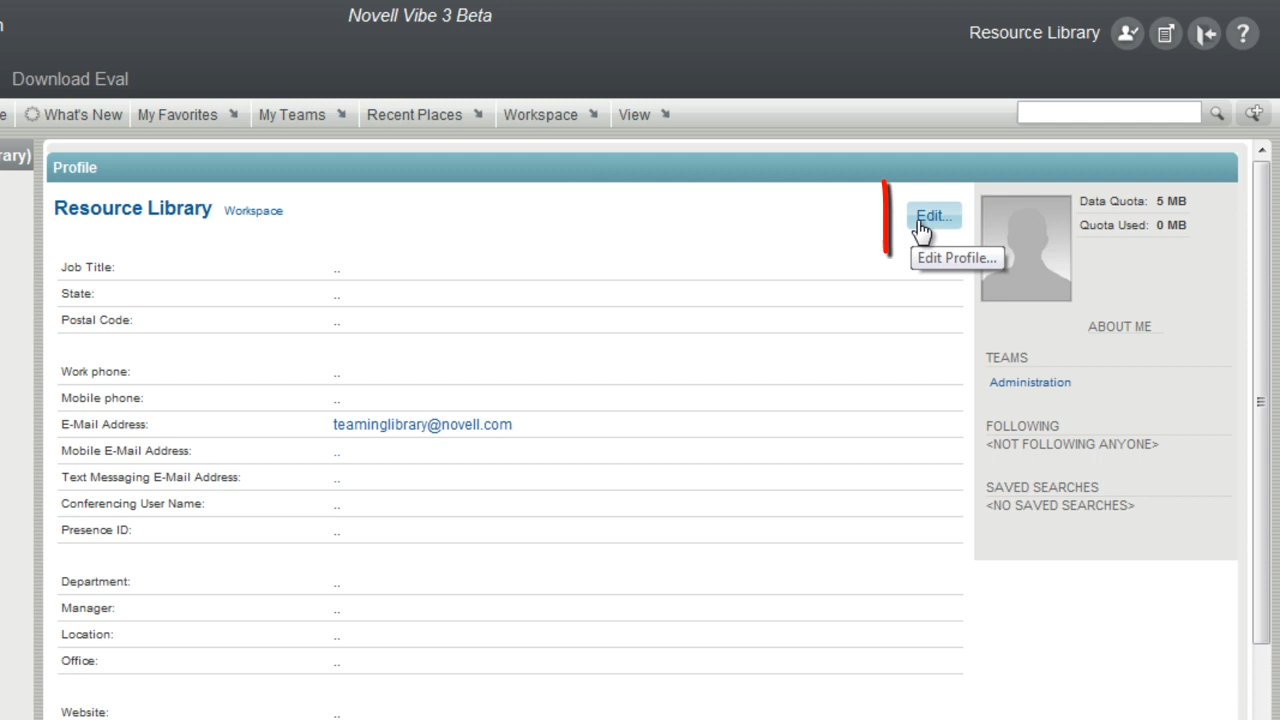 n
Novell Vibe 3 Beta
Resource Library
?
Download Eval
e
What's New
My Favorites
My Teams
Recent Places
Workspace
View
rary)
Profile
Resource Library Workspace
Edit...
Edit Profile...
Data Quota: 5 MB
Quota Used: 0 MB
Job Title: ..
State: ..
Postal Code: ..
Work phone: ..
Mobile phone: ..
E-Mail Address: teaminglibrary@novell.com
Mobile E-Mail Address: ..
Text Messaging E-Mail Address: ..
Conferencing User Name: ..
Presence ID: ..
Department: ..
Manager: ..
Location: ..
Office: ..
Website: ..
ABOUT ME
TEAMS
Administration
FOLLOWING
<NOT FOLLOWING ANYONE>
SAVED SEARCHES
<NO SAVED SEARCHES>